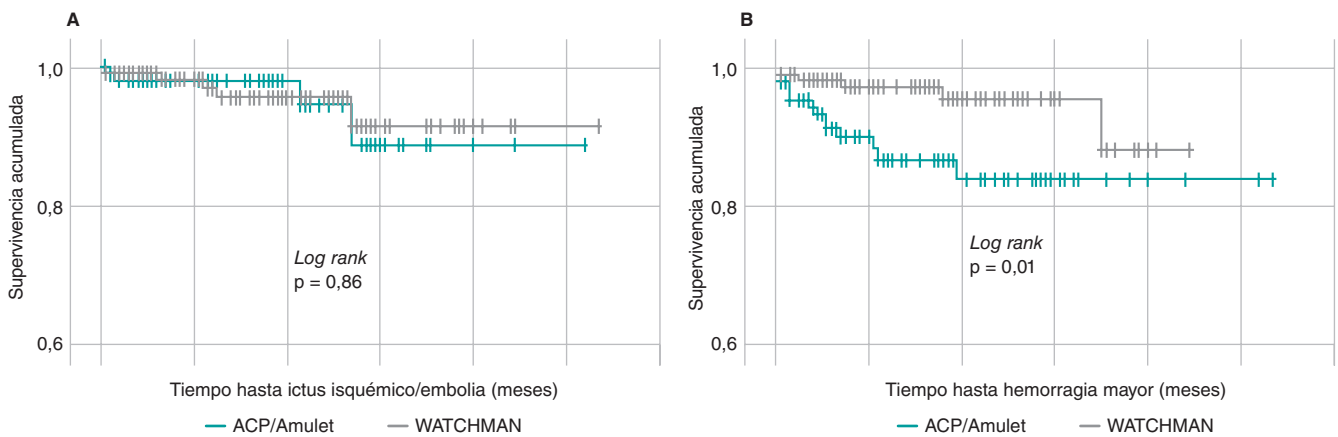 A
1,0
0,8
0,6
Supervivencia acumulada
Log rank
p = 0,86
Tiempo hasta ictus isquémico/embolia (meses)
ACP/Amulet
WATCHMAN
B
1,0
0,8
0,6
Supervivencia acumulada
Log rank
p = 0,01
Tiempo hasta hemorragia mayor (meses)
ACP/Amulet
WATCHMAN